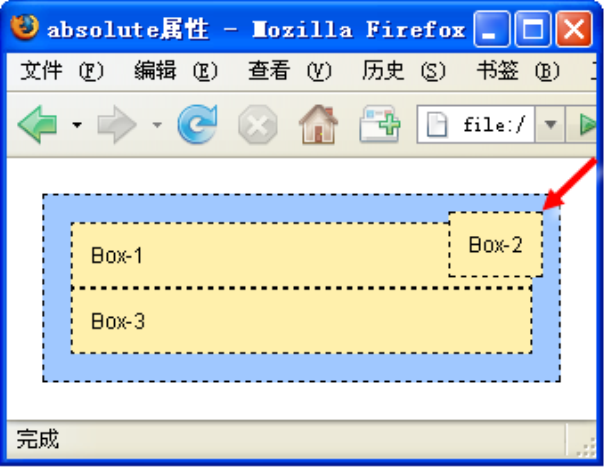 absolute属性 - Mozilla Firefox
文件 (F) 编辑 (E) 查看 (V) 历史 (S) 书签 (B)
file:/
Box-2
Box-1
Box-3
完成